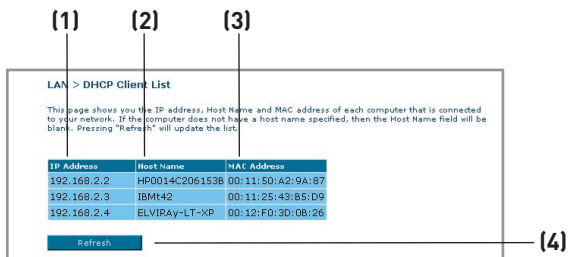 (1) (2) (3)
LAN > DHCP Client List
This page shows you the IP address, Host Name and MAC address of each computer that is connected
to your network. If the computer does not have a host name specified, then the Host Name field will be
blank. Pressing "Refresh" will update the list.
IP Address Host Name MAC Address
192.168.2.2 HP0014C206153B 00:11:50:A2:9A:87
192.168.2.3 IBMt42 00:11:25:43:B5:D9
192.168.2.4 ELVIRAy-LT-XP 00:12:F0:3D:0B:26
Refresh (4)